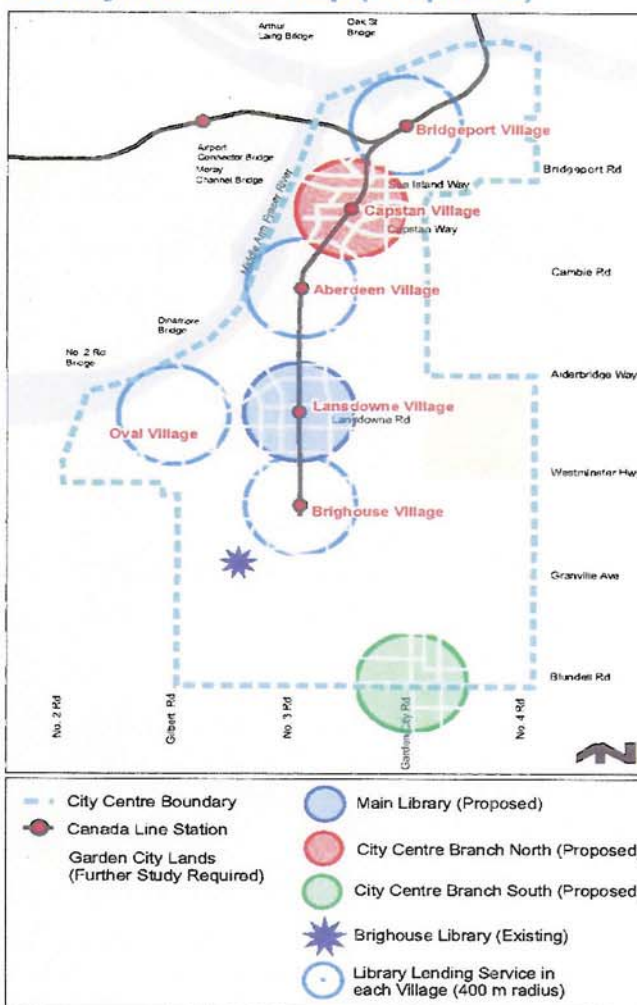 Arthur
Laing Bridge
Oak St
Bridge
Bridgeport Village
Airport
Connector Bridge
Moray
Channel Bridge
Bridgeport Rd
Sea Island Way
Capstan Village
Capstan Way
Middle Arm Fraser River
Cambie Rd
Aberdeen Village
Dinsmore
Bridge
No. 2 Rd
Bridge
Alderbridge Way
Lansdowne Village
Lansdowne Rd
Oval Village
Westminster Hwy
Brighouse Village
Granville Ave
Blundell Rd
No. 2 Rd
Gilbert Rd
No. 3 Rd
Garden City Rd
No. 4 Rd
N
City Centre Boundary
Canada Line Station
Garden City Lands
(Further Study Required)
Main Library (Proposed)
City Centre Branch North (Proposed)
City Centre Branch South (Proposed)
Brighouse Library (Existing)
Library Lending Service in
each Village (400 m radius)